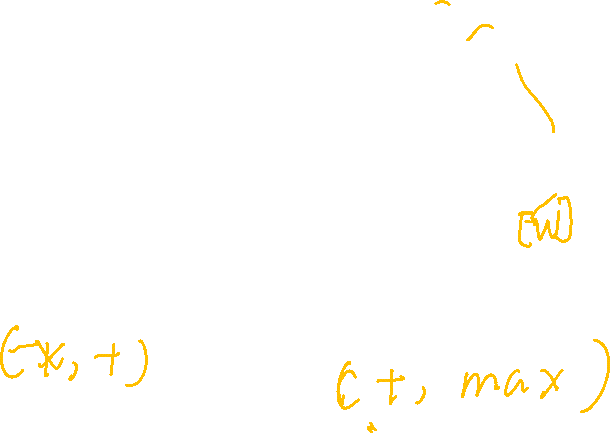 (-x, t)
(t, max)